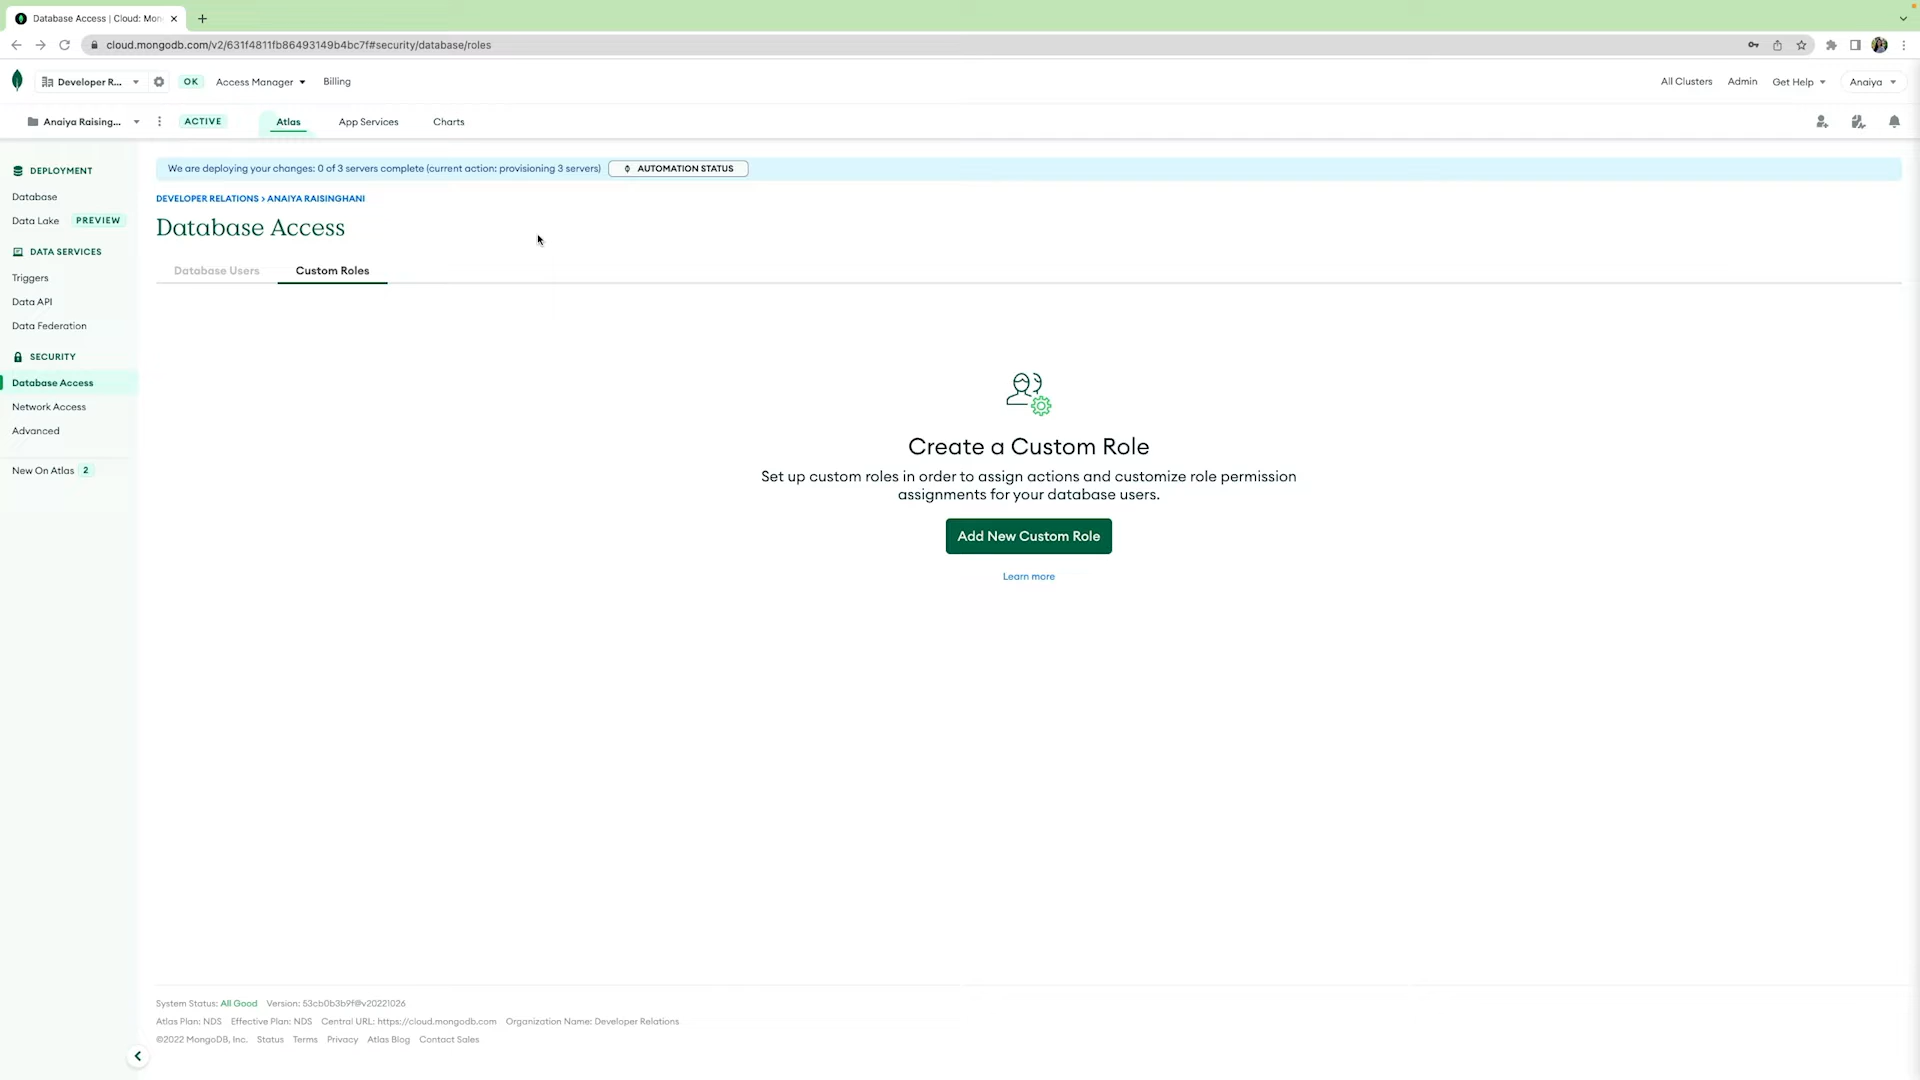 Database Access | Cloud: Mon
cloud.mongodb.com/v2/631f4811fb86493149b4bc7f#security/database/roles
Developer R... OK Access Manager Billing All Clusters Admin Get Help Anaiya
Anaiya Raising... ACTIVE Atlas App Services Charts
DEPLOYMENT
Database
Data Lake PREVIEW
DATA SERVICES
Triggers
Data API
Data Federation
SECURITY
Database Access
Network Access
Advanced
New On Atlas 2
We are deploying your changes: 0 of 3 servers complete (current action: provisioning 3 servers) AUTOMATION STATUS
DEVELOPER RELATIONS > ANAIYA RAISINGHANI
Database Access
Database Users Custom Roles
Create a Custom Role
Set up custom roles in order to assign actions and customize role permission
assignments for your database users.
Add New Custom Role
Learn more
System Status: All Good Version: 53cb0b3b9f@v20221026
Atlas Plan: NDS Effective Plan: NDS Central URL: https://cloud.mongodb.com Organization Name: Developer Relations
©2022 MongoDB, Inc. Status Terms Privacy Atlas Blog Contact Sales